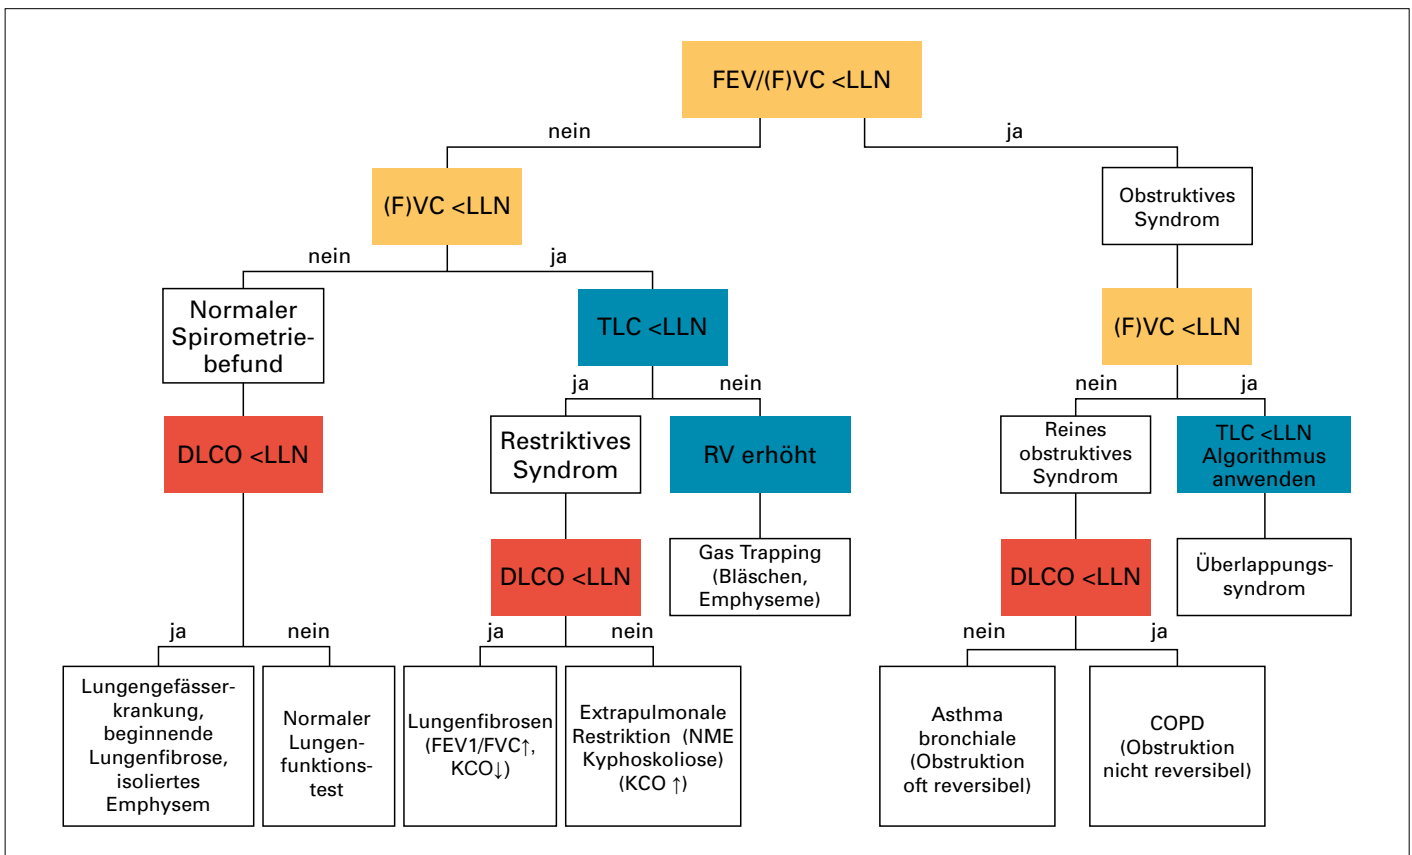 FEV/(F)VC <LLN
nein
ja
(F)VC <LLN
Obstruktives
Syndrom
nein
ja
Normaler
Spirometrie-
befund
TLC <LLN
(F)VC <LLN
ja
nein
nein
ja
DLCO <LLN
Restriktives
Syndrom
RV erhöht
Reines
obstruktives
Syndrom
TLC <LLN
Algorithmus
anwenden
DLCO <LLN
Gas Trapping
(Bläschen,
Emphyseme)
DLCO <LLN
Überlappungs-
syndrom
ja
nein
ja
nein
nein
ja
Lungengefässer-
krankung,
beginnende
Lungenfibrose,
isoliertes
Emphysem
Normaler
Lungen-
funktions-
test
Lungenfibrosen
(FEV1/FVC↑,
KCO↓)
Extrapulmonale
Restriktion (NME
Kyphoskoliose)
(KCO ↑)
Asthma
bronchiale
(Obstruktion
oft reversibel)
COPD
(Obstruktion
nicht reversibel)